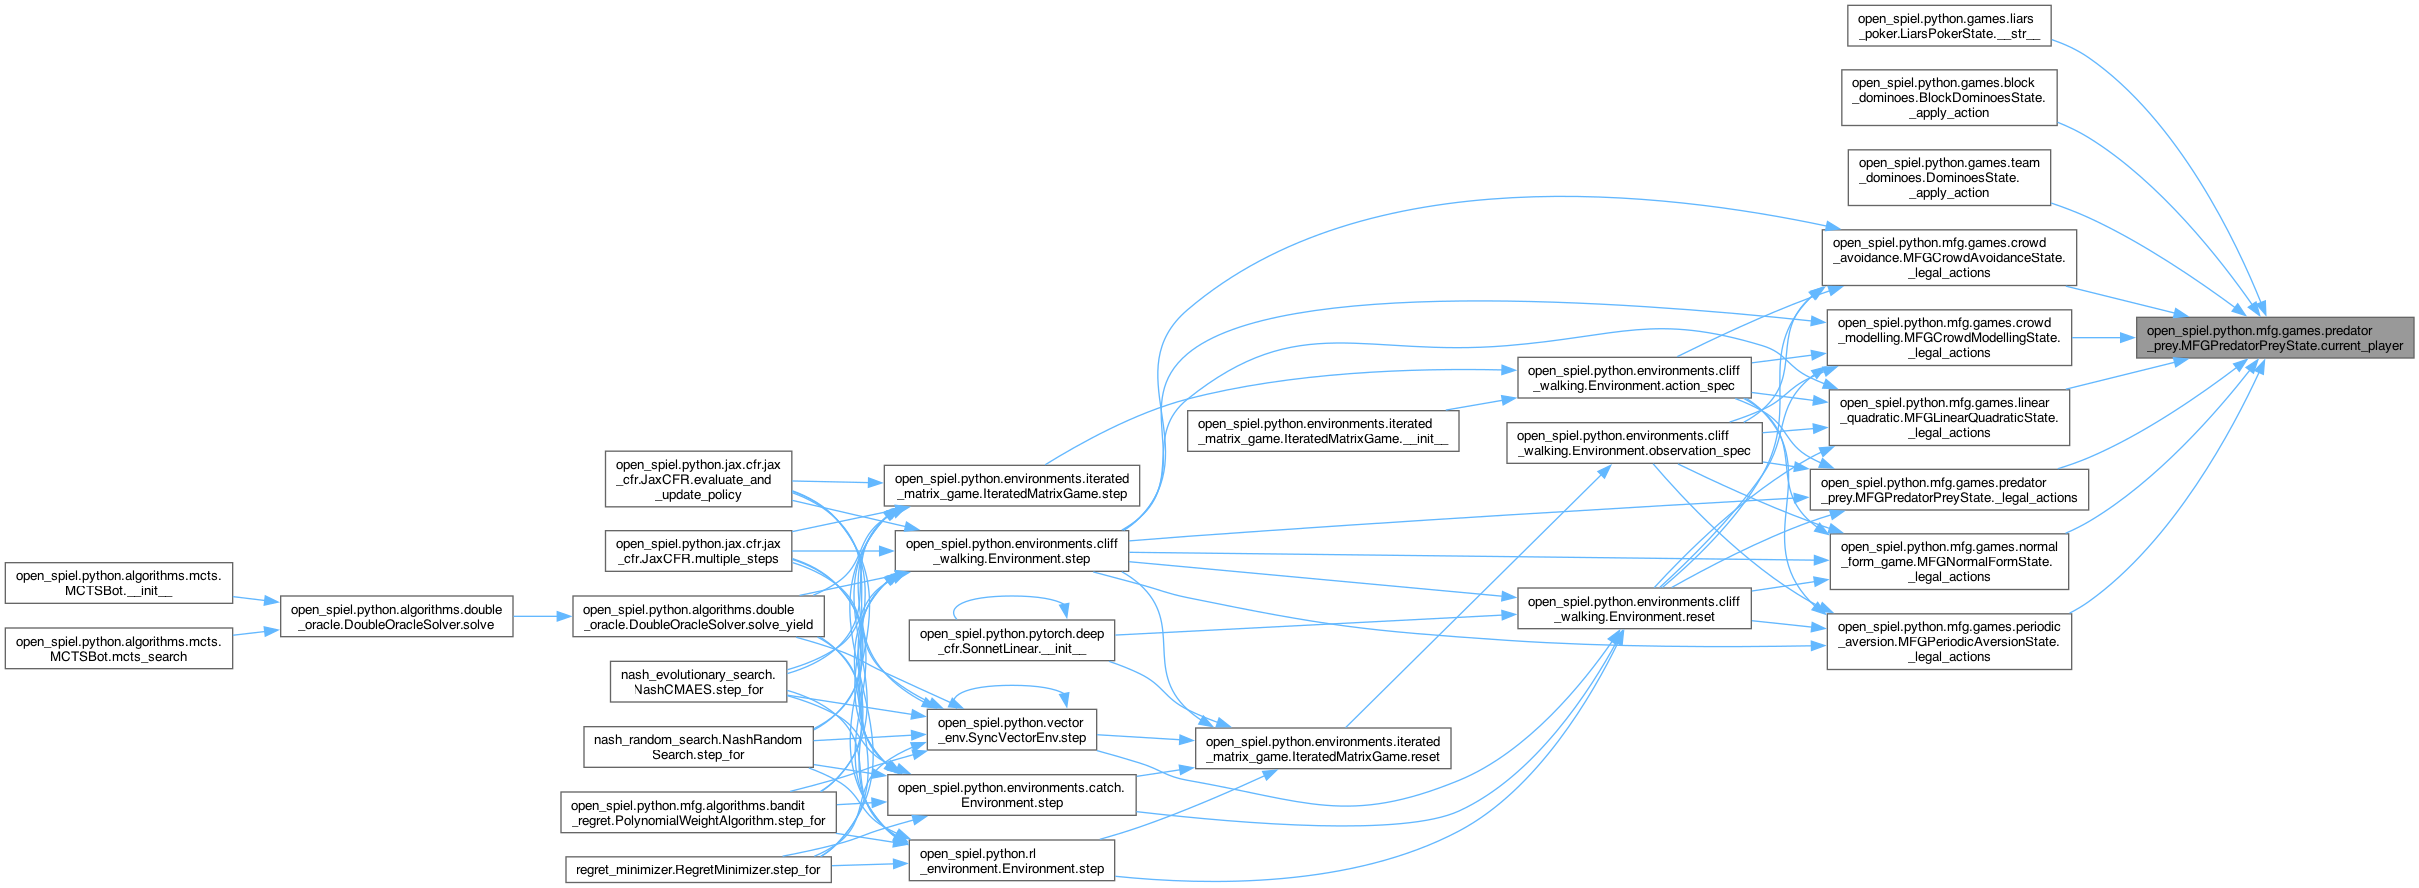 open_spiel.python.games.liars
_poker.LiarsPokerState.__str__
open_spiel.python.games.block
_dominoes.BlockDominoesState.
_apply_action
open_spiel.python.games.team
_dominoes.DominoesState.
_apply_action
open_spiel.python.mfg.games.crowd
_avoidance.MFGCrowdAvoidanceState.
_legal_actions
open_spiel.python.mfg.games.crowd
_modelling.MFGCrowdModellingState.
_legal_actions
open_spiel.python.mfg.games.predator
_prey.MFGPredatorPreyState.current_player
open_spiel.python.environments.cliff
_walking.Environment.action_spec
open_spiel.python.mfg.games.linear
_quadratic.MFGLinearQuadraticState.
_legal_actions
open_spiel.python.environments.iterated
_matrix_game.IteratedMatrixGame.__init__
open_spiel.python.environments.cliff
_walking.Environment.observation_spec
open_spiel.python.jax.cfr.jax
_cfr.JaxCFR.evaluate_and
_update_policy
open_spiel.python.environments.iterated
_matrix_game.IteratedMatrixGame.step
open_spiel.python.mfg.games.predator
_prey.MFGPredatorPreyState._legal_actions
open_spiel.python.jax.cfr.jax
_cfr.JaxCFR.multiple_steps
open_spiel.python.environments.cliff
_walking.Environment.step
open_spiel.python.mfg.games.normal
_form_game.MFGNormalFormState.
_legal_actions
open_spiel.python.algorithms.mcts.
MCTSBot.__init__
open_spiel.python.algorithms.double
_oracle.DoubleOracleSolver.solve
open_spiel.python.algorithms.double
_oracle.DoubleOracleSolver.solve_yield
open_spiel.python.environments.cliff
_walking.Environment.reset
open_spiel.python.algorithms.mcts.
MCTSBot.mcts_search
open_spiel.python.pytorch.deep
_cfr.SonnetLinear.__init__
open_spiel.python.mfg.games.periodic
_aversion.MFGPeriodicAversionState.
_legal_actions
nash_evolutionary_search.
NashCMAES.step_for
open_spiel.python.vector
_env.SyncVectorEnv.step
nash_random_search.NashRandom
Search.step_for
open_spiel.python.environments.iterated
_matrix_game.IteratedMatrixGame.reset
open_spiel.python.environments.catch.
Environment.step
open_spiel.python.mfg.algorithms.bandit
_regret.PolynomialWeightAlgorithm.step_for
open_spiel.python.rl
_environment.Environment.step
regret_minimizer.RegretMinimizer.step_for